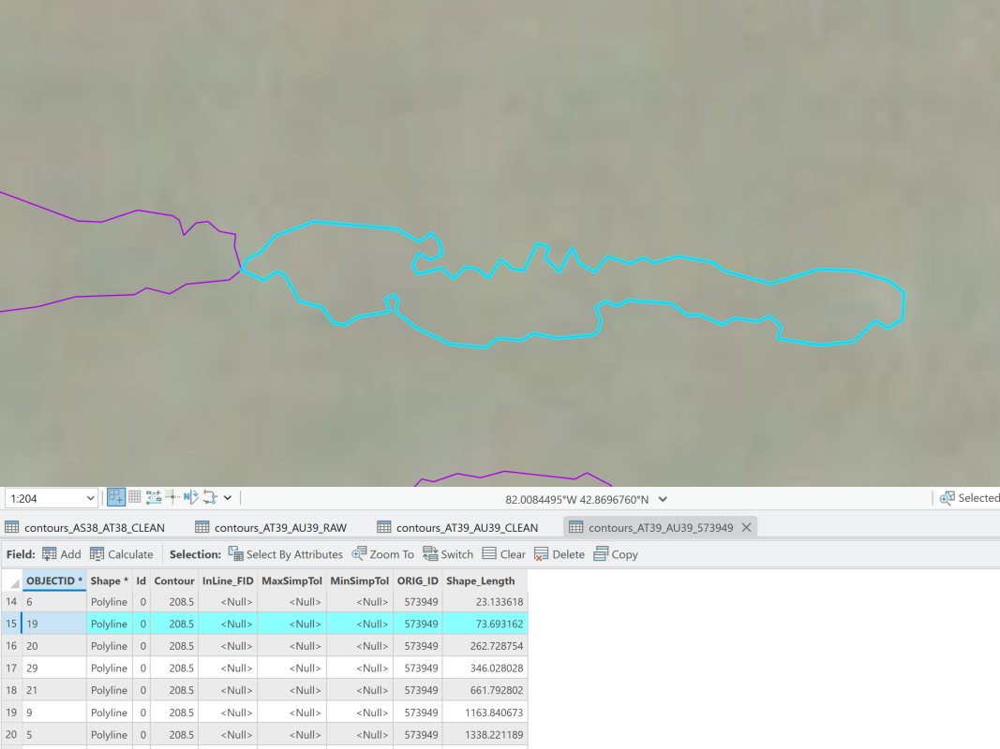 1:204 82.0084495°W 42.8696760°N Selected
contours_AS38_AT38_CLEAN contours_AT39_AU39_RAW contours_AT39_AU39_CLEAN contours_AT39_AU39_573949
Field: Add Calculate Selection: Select By Attributes Zoom To Switch Clear Delete Copy
OBJECTID * Shape * Id Contour InLine_FID MaxSimpTol MinSimpTol ORIG_ID Shape_Length
14 6 Polyline 0 208.5 <Null> <Null> <Null> 573949 23.133618
15 19 Polyline 0 208.5 <Null> <Null> <Null> 573949 73.693162
16 20 Polyline 0 208.5 <Null> <Null> <Null> 573949 262.728754
17 29 Polyline 0 208.5 <Null> <Null> <Null> 573949 346.028028
18 21 Polyline 0 208.5 <Null> <Null> <Null> 573949 661.792802
19 9 Polyline 0 208.5 <Null> <Null> <Null> 573949 1163.840673
20 5 Polyline 0 208.5 <Null> <Null> <Null> 573949 1338.221189